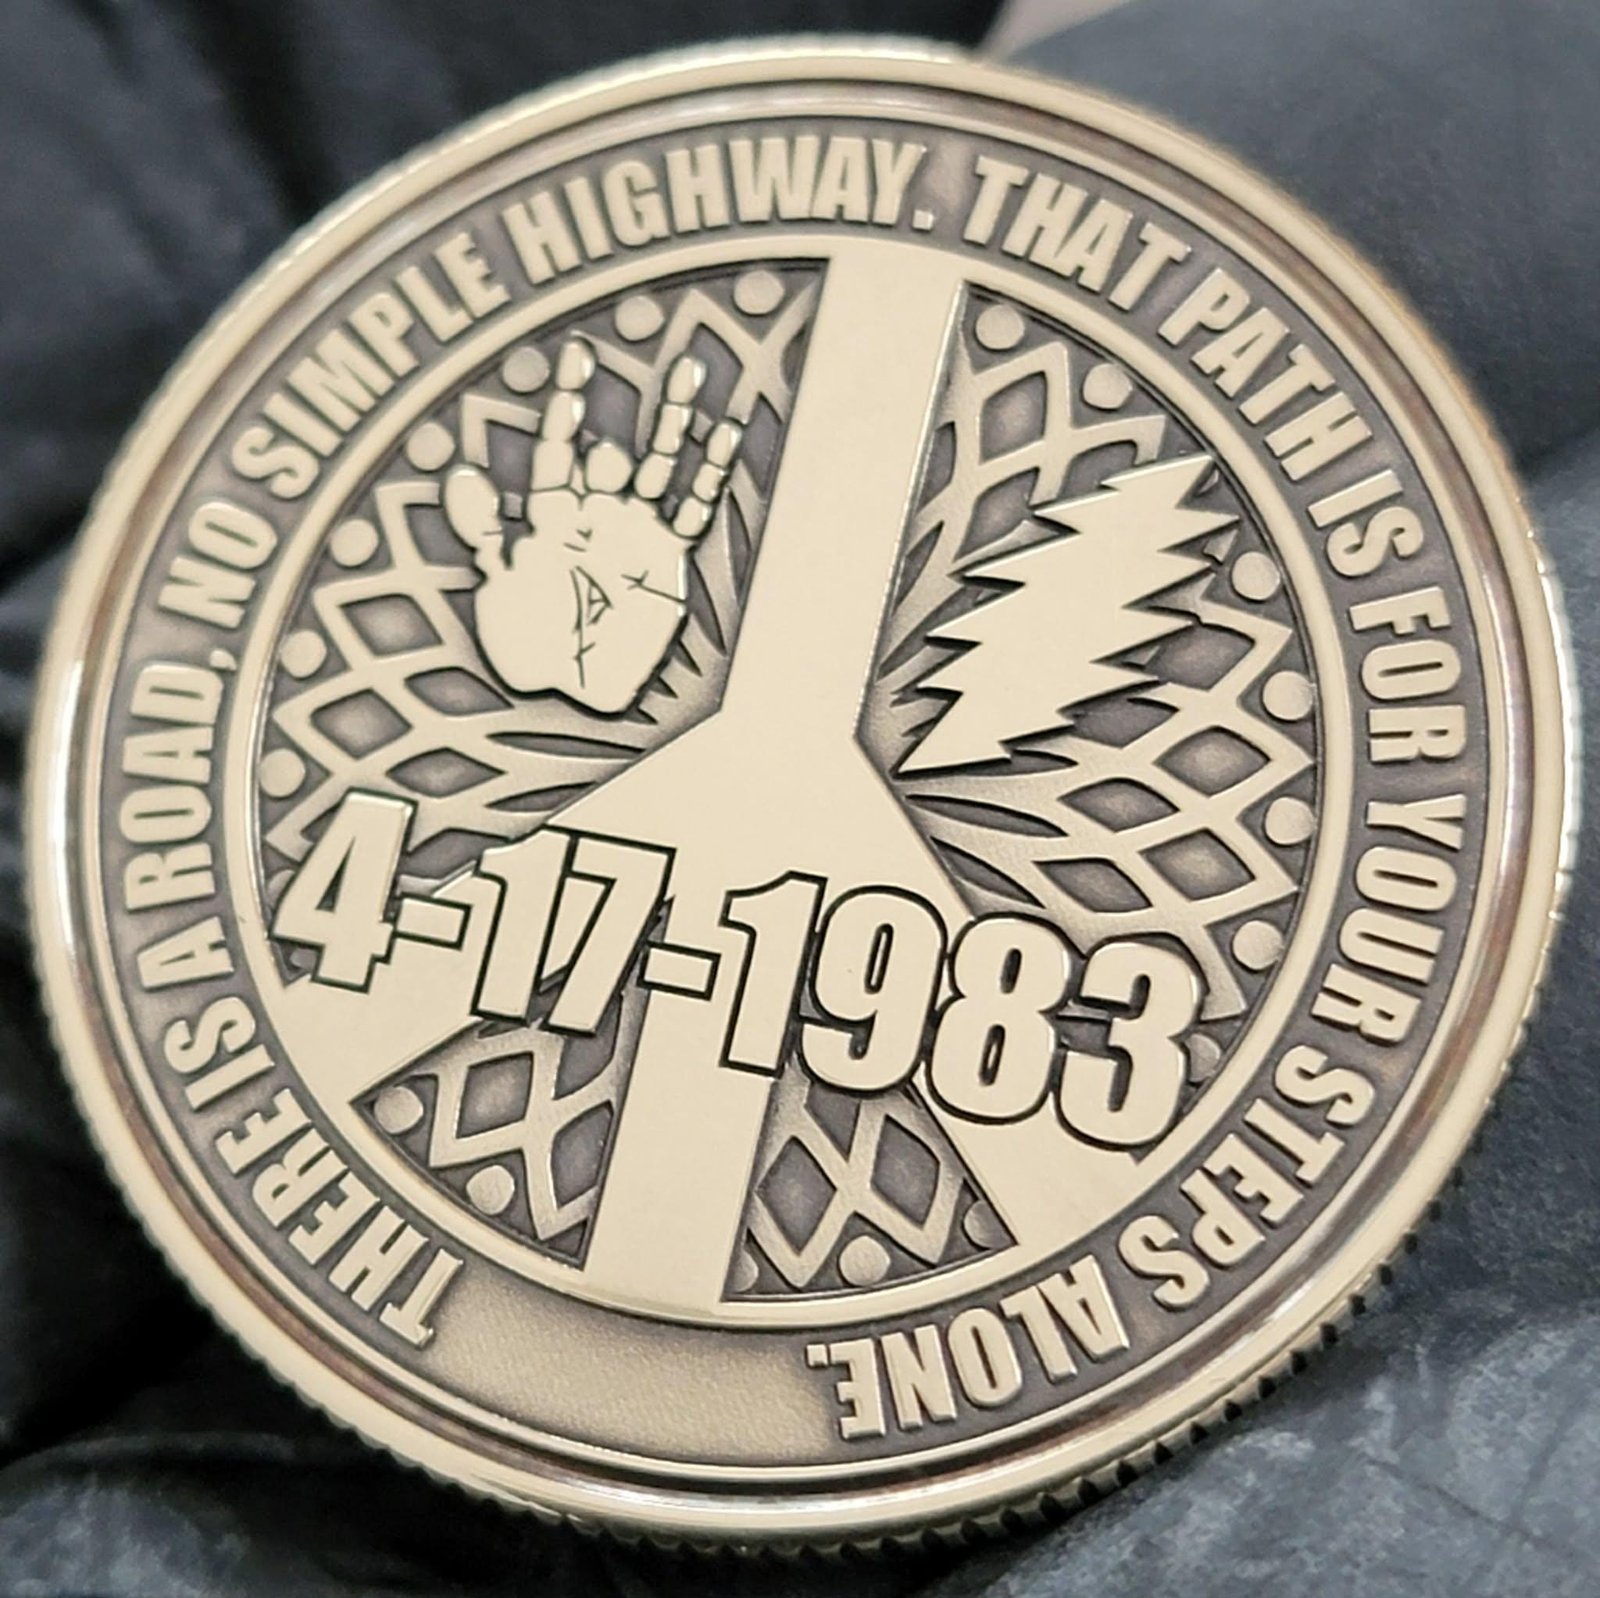 THERE IS A ROAD, NO SIMPLE HIGHWAY. THAT PATH IS FOR YOUR STEPS ALONE.
4-17-1983